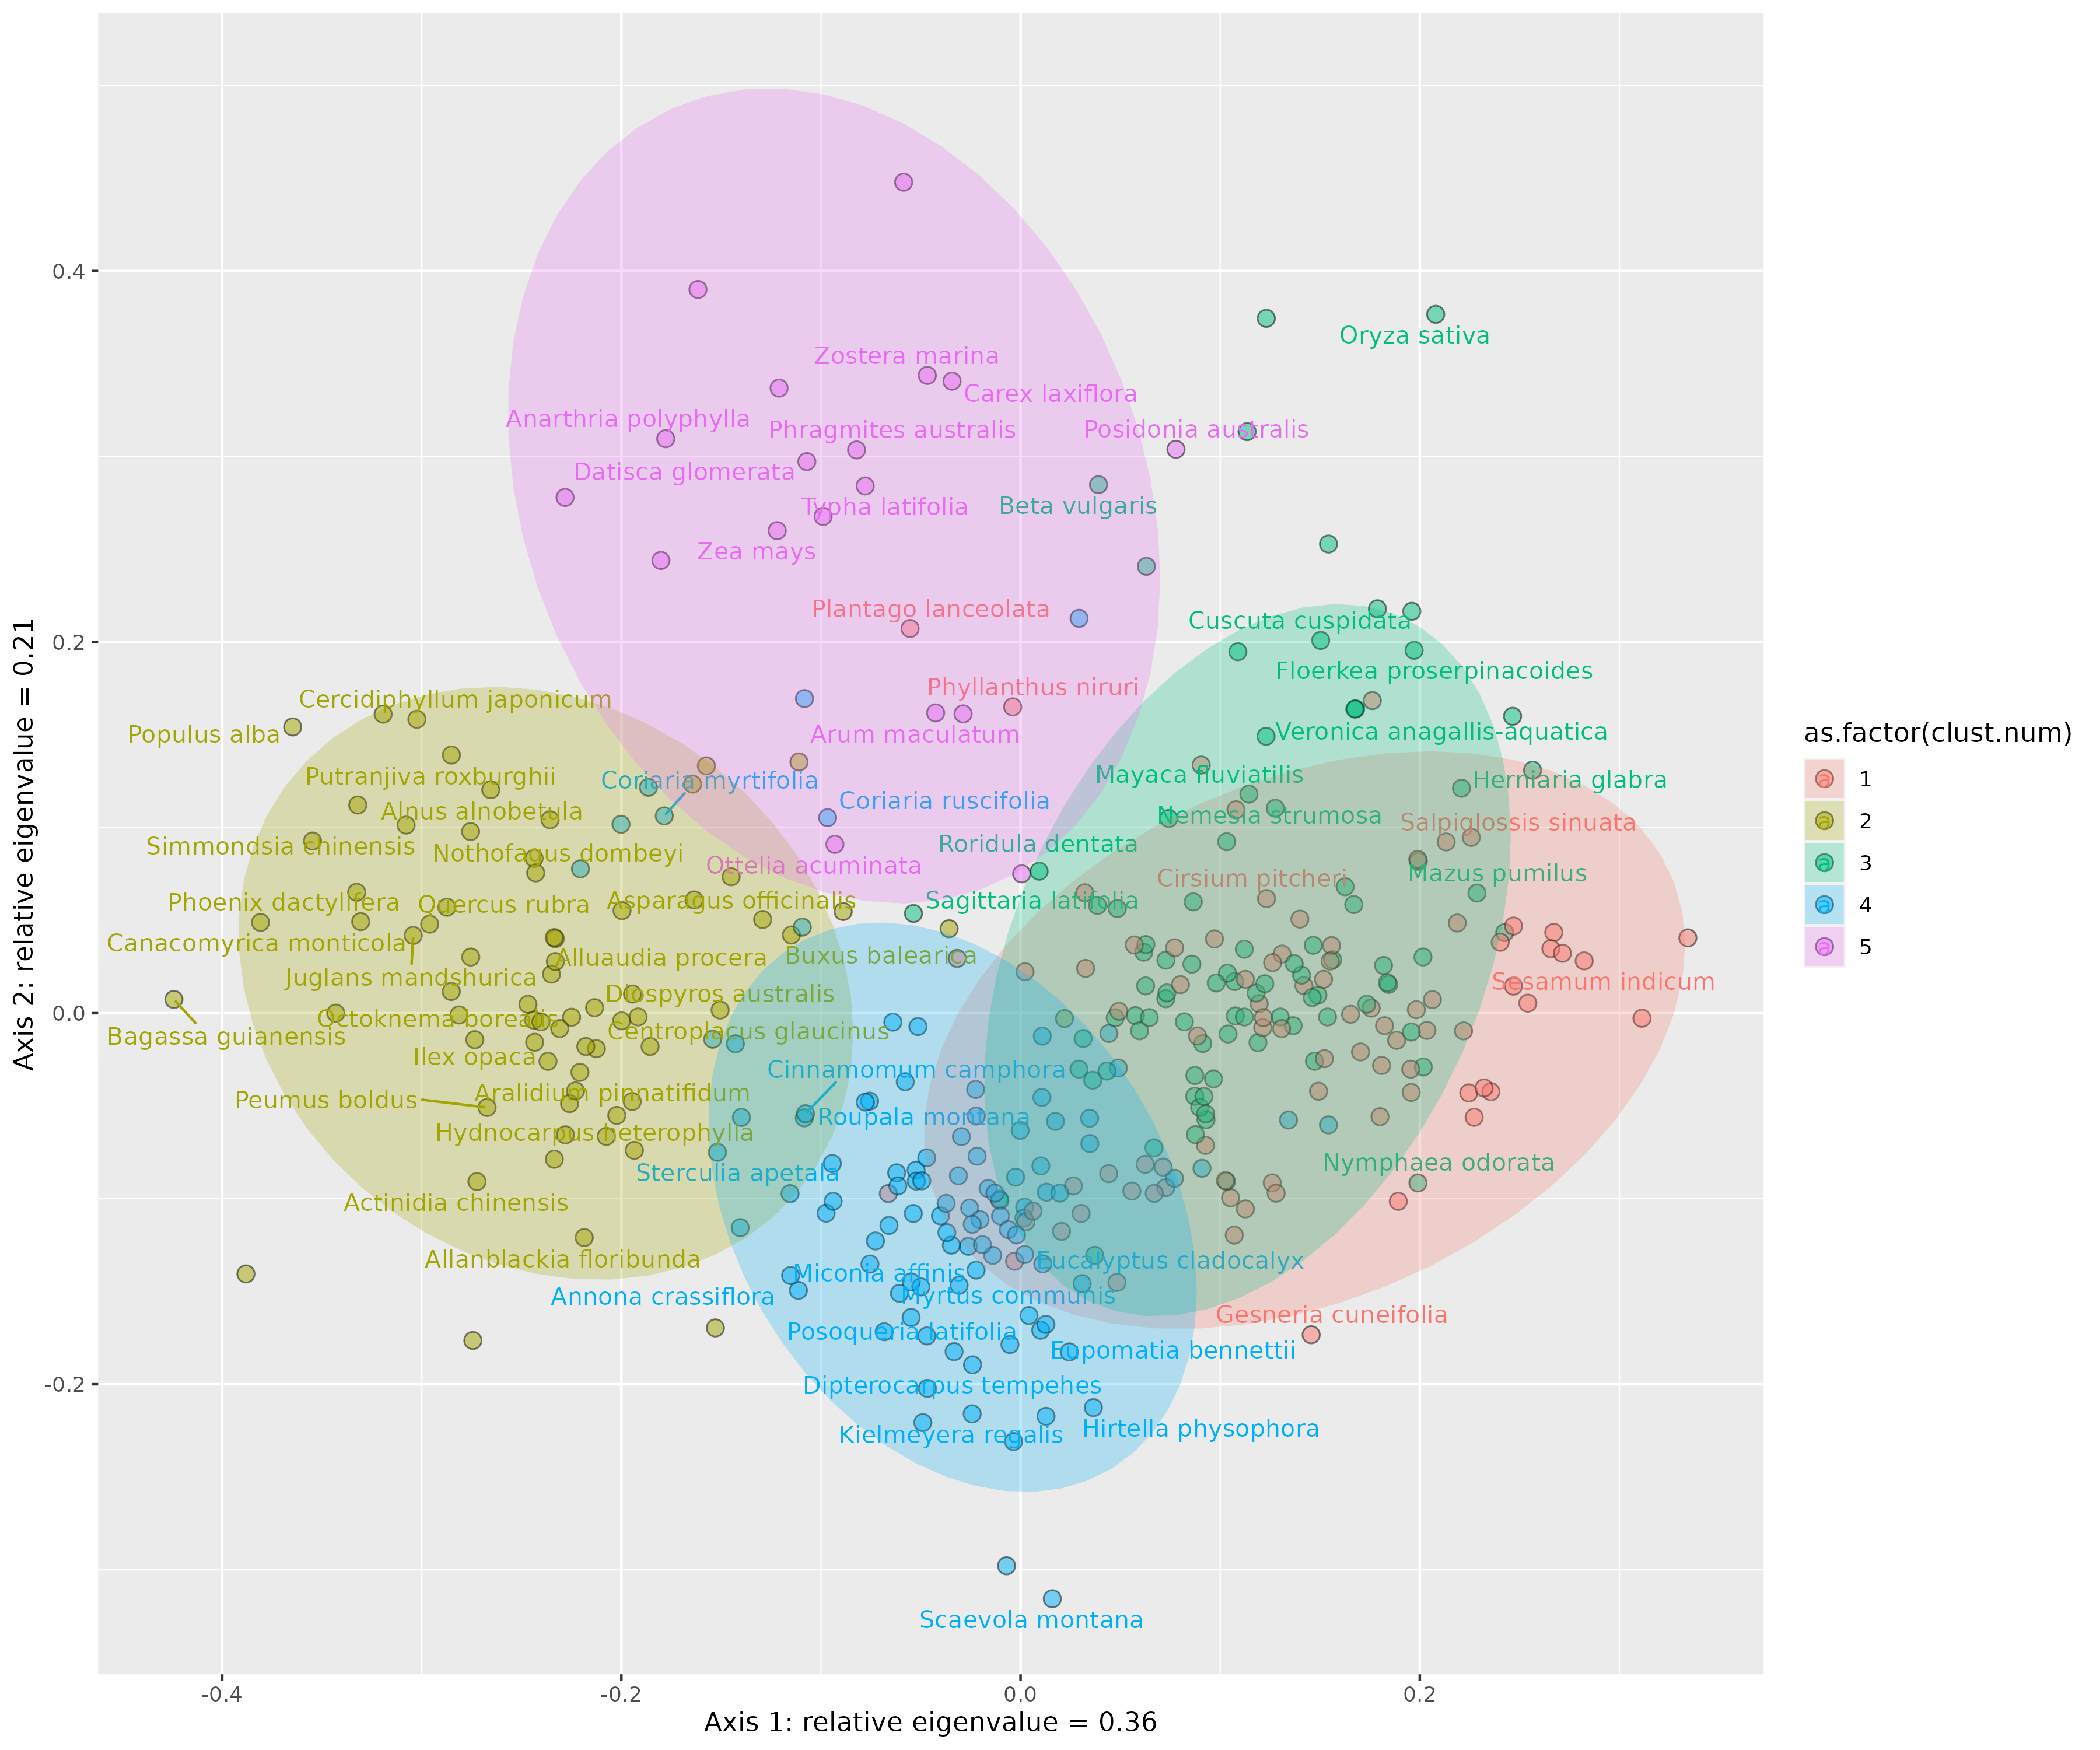 0.4
0.2
0.0
-0.2
-0.4
-0.2
0.0
0.2
Axis 2: relative eigenvalue = 0.21
Axis 1: relative eigenvalue = 0.36
Oryza sativa
Zostera marina
Carex laxiflora
Anarthria polyphylla
Phragmites australis
Posidonia australis
Datisca glomerata
Typha latifolia
Beta vulgaris
Zea mays
Plantago lanceolata
Cuscuta cuspidata
Floerkea proserpinacoides
Phyllanthus niruri
Cercidiphyllum japonicum
Populus alba
Arum maculatum
Veronica anagallis-aquatica
Putranjiva roxburghii
Coriaria myrtifolia
Mayaca fluviatilis
Herniaria glabra
Alnus alnobetula
Coriaria ruscifolia
Nemesia strumosa
Salpiglossis sinuata
Simmondsia chinensis
Nothofagus dombeyi
Roridula dentata
Ottelia acuminata
Cirsium pitcheri
Mazus pumilus
Phoenix dactylifera
Quercus rubra
Asparagus officinalis
Sagittaria latifolia
Canacomyrica monticola
Alluaudia procera
Buxus balearica
Juglans mandshurica
Sesamum indicum
Diospyros australis
Octoknema borealis
Centroplacus glaucinus
Bagassa guianensis
Ilex opaca
Cinnamomum camphora
Peumus boldus
Aralidium pinnatifidum
Roupala montana
Hydnocarpus heterophylla
Nymphaea odorata
Sterculia apetala
Actinidia chinensis
Allanblackia floribunda
Eucalyptus cladocalyx
Miconia affinis
Annona crassiflora
Myrtus communis
Gesneria cuneifolia
Posoqueria latifolia
Eupomatia bennettii
Dipterocarpus tempehes
Hirtella physophora
Kielmeyera regalis
Scaevola montana
as.factor(clust.num)
1
2
3
4
5